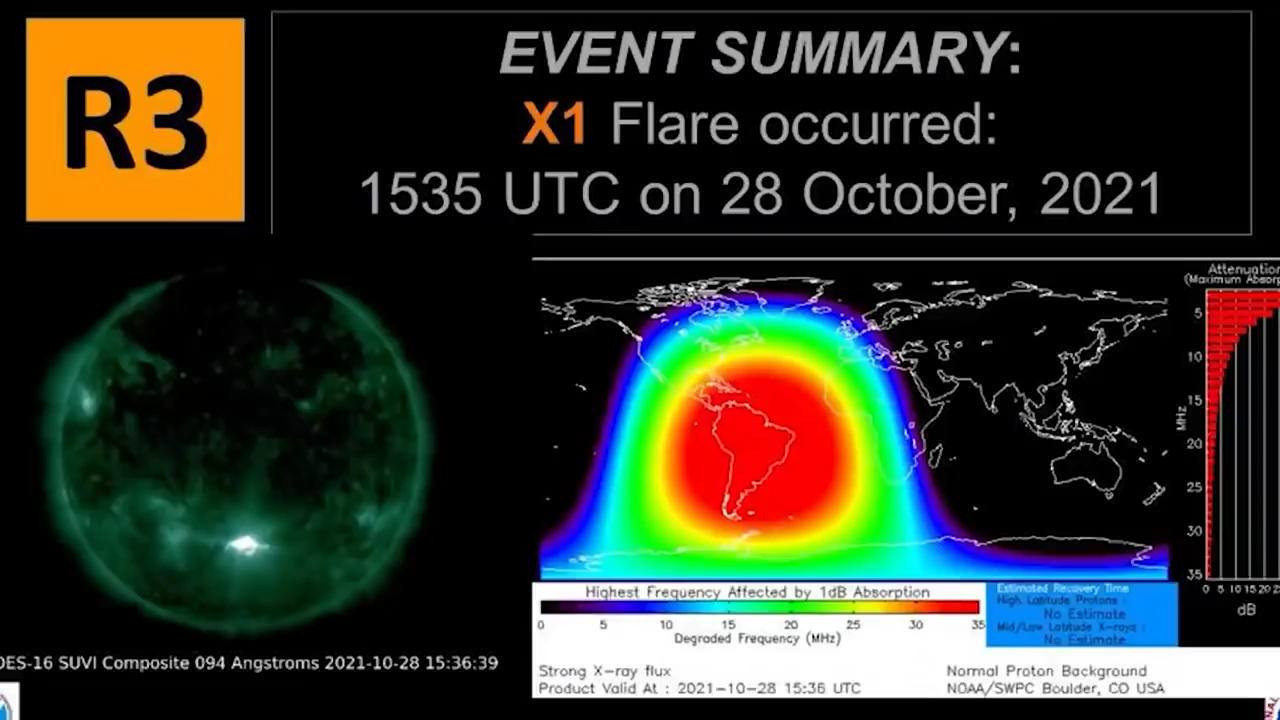 R3
EVENT SUMMARY:
X1 Flare occurred:
1535 UTC on 28 October, 2021
OES-16 SUVI Composite 094 Angstroms 2021-10-28 15:36:39
Attenuation
(Maximum Absorp
5
10
15
20
25
30
35
MHz
0 5 10 15 20 25
dB
Highest Frequency Affected by 1dB Absorption
0 5 10 15 20 25 30 35
Degraded Frequency (MHz)
Estimated Recovery Time
High Latitude Protons :
No Estimate
Mid/Low Latitude X-rays :
No Estimate
Strong X-ray flux
Normal Proton Background
Product Valid At : 2021-10-28 15:36 UTC
NOAA/SWPC Boulder, CO USA